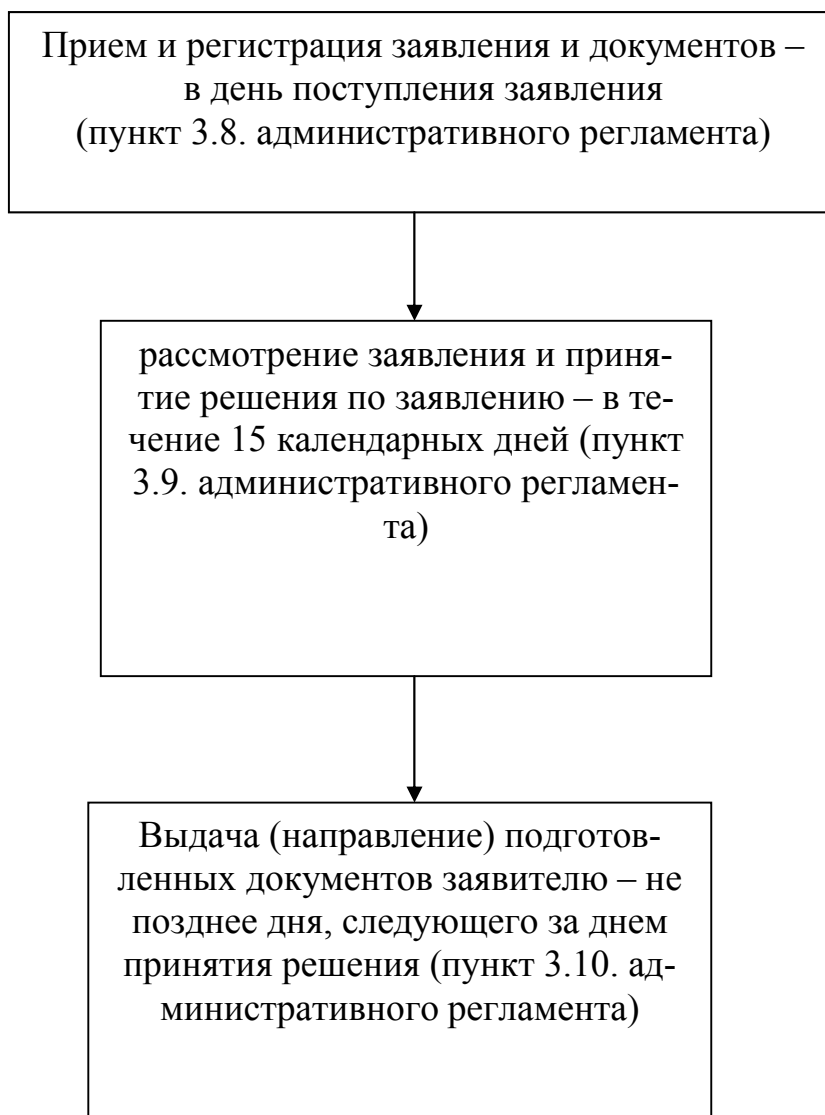 Прием и регистрация заявления и документов –
в день поступления заявления
(пункт 3.8. административного регламента)
рассмотрение заявления и приня-
тие решения по заявлению – в те-
чение 15 календарных дней (пункт
3.9. административного регламен-
та)
Выдача (направление) подготов-
ленных документов заявителю – не
позднее дня, следующего за днем
принятия решения (пункт 3.10. ад-
министративного регламента)